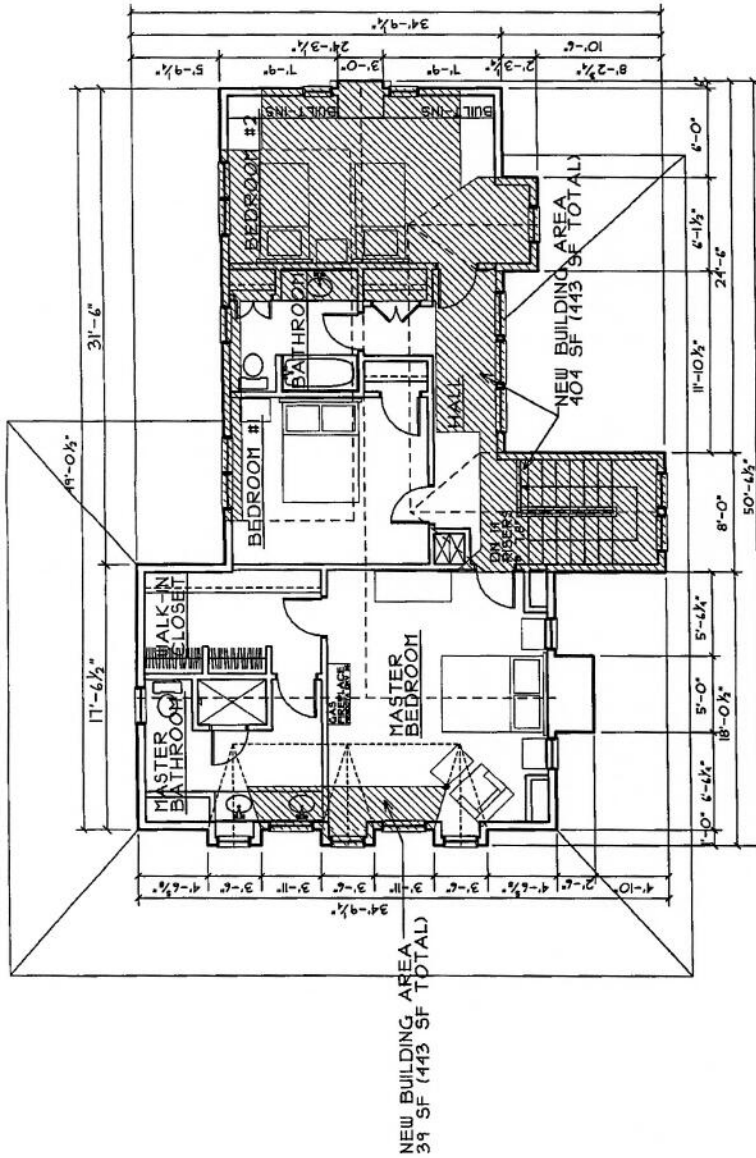 34'-9¼"
24'-3¼"
10'-6"
5'-9¼"
7'-9"
3'-0"
7'-9"
2'-3¼"
8'-2¾"
31'-6"
17'-6½"
19'-0½"
BEDROOM #2
BUILT-INS
BUILT-INS
BATHROOM
BEDROOM #1
HALL
NEW BUILDING AREA
404 SF (443 SF TOTAL)
DN 14
RISERS
WALK-IN
CLOSET
MASTER
BATHROOM
MASTER
BEDROOM
GAS
FIREPLACE
6'-0"
6'-1½"
24'-6"
11'-10½"
50'-6½"
8'-0"
5'-6¼"
5'-0"
18'-0½"
6'-6¼"
1'-0"
4'-6⅝"
3'-6"
3'-11"
3'-6"
3'-11"
3'-6"
4'-6⅝"
2'-6"
4'-10"
34'-9¼"
NEW BUILDING AREA
39 SF (443 SF TOTAL)